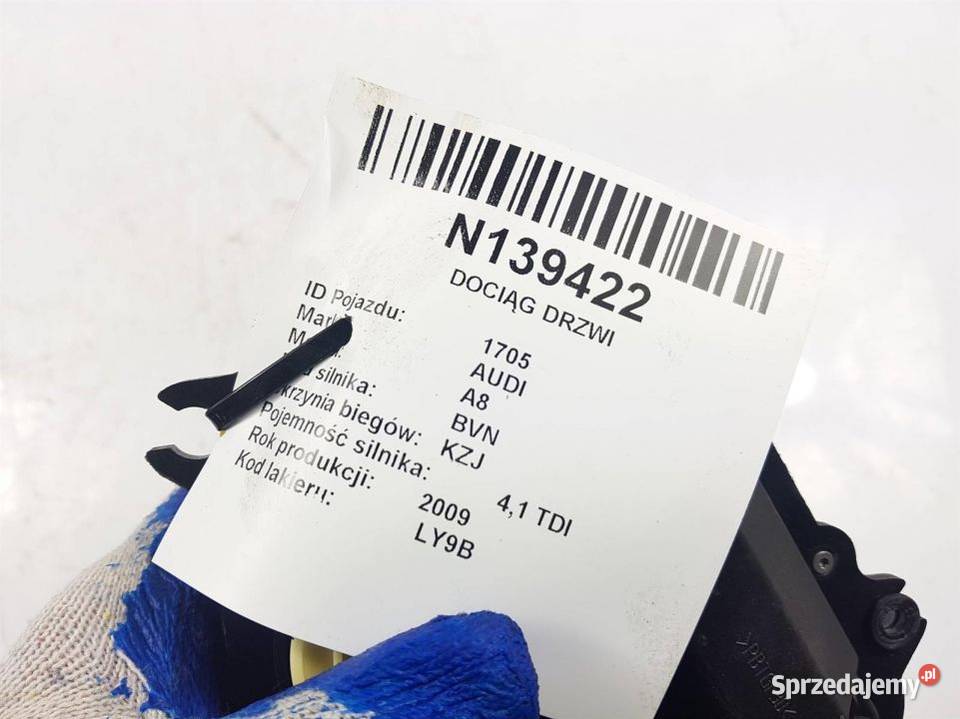 N139422
DOCIĄG DRZWI
ID Pojazdu: 1705
AUDI
A8
silnika: BVN
biegów: KZJ
Pojemność silnika: 4,1 TDI
Rok produkcji: 2009
Kod lakieru: LY9B
Sprzedajemy.pl